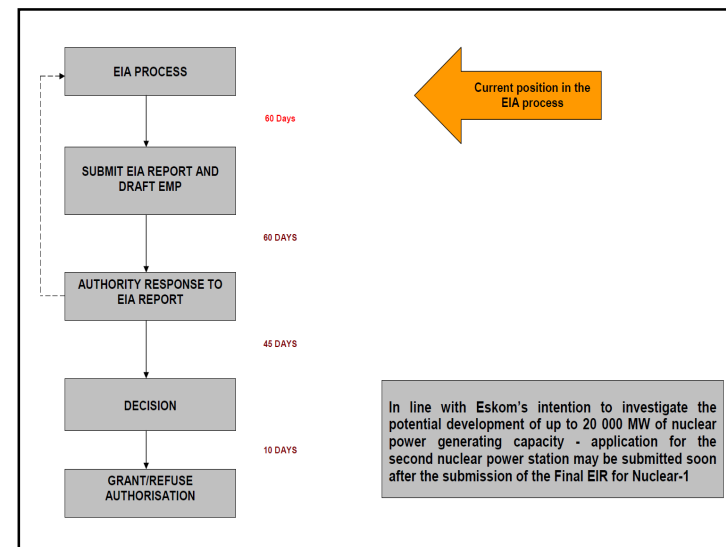 EIA PROCESS
Current position in the
EIA process
60 Days
SUBMIT EIA REPORT AND
DRAFT EMP
60 DAYS
AUTHORITY RESPONSE TO
EIA REPORT
45 DAYS
DECISION
In line with Eskom's intention to investigate the
potential development of up to 20 000 MW of nuclear
power generating capacity - application for the
second nuclear power station may be submitted soon
after the submission of the Final EIR for Nuclear-1
10 DAYS
GRANT/REFUSE
AUTHORISATION